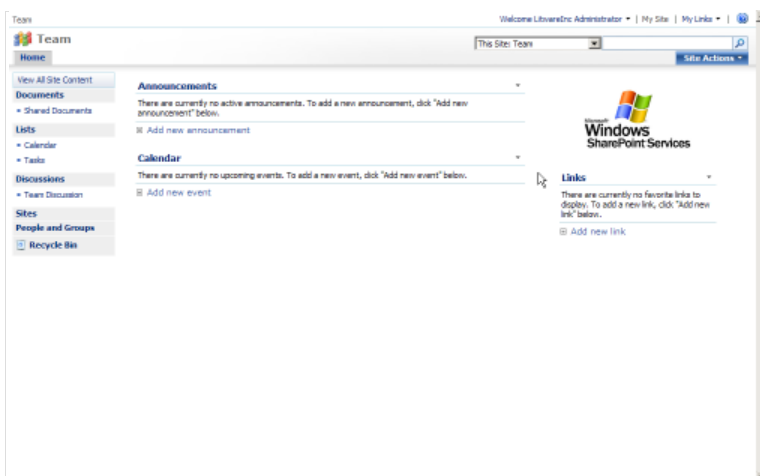 Team
Welcome LitwareInc Administrator | My Site | My Links |
Team
This Site: Team
Home
Site Actions
View All Site Content
Documents
Shared Documents
Lists
Calendar
Tasks
Discussions
Team Discussion
Sites
People and Groups
Recycle Bin
Announcements
There are currently no active announcements. To add a new announcement, click "Add new
announcement" below.
Add new announcement
Calendar
There are currently no upcoming events. To add a new event, click "Add new event" below.
Add new event
Microsoft
Windows
SharePoint Services
Links
There are currently no favorite links to
display. To add a new link, click "Add new
link" below.
Add new link